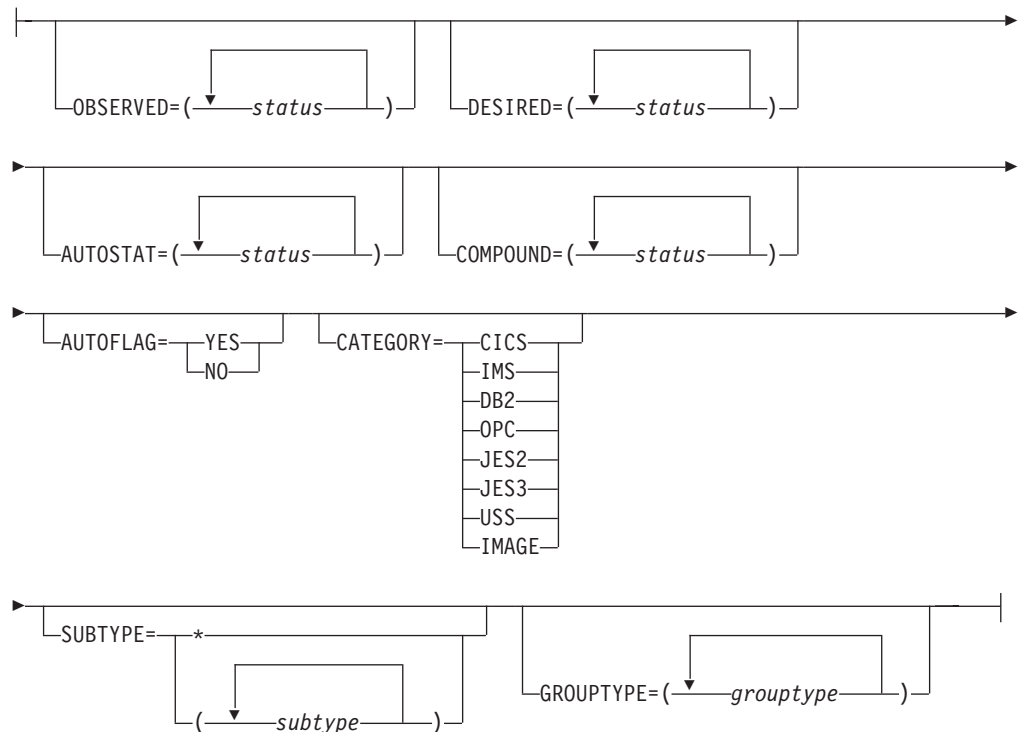 OBSERVED=( status ) DESIRED=( status )
AUTOSTAT=( status ) COMPOUND=( status )
AUTOFLAG= YES CATEGORY= CICS
NO IMS
DB2
OPC
JES2
JES3
USS
IMAGE
SUBTYPE= *
GROUPTYPE=( grouptype )
( subtype )